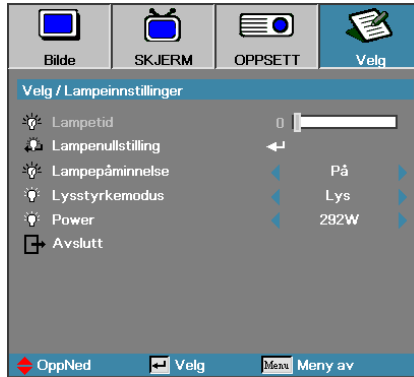 Bilde SKJERM OPPSETT Velg
Velg / Lampeinnstillinger
Lampetid 0
Lampenullstilling
Lampepåminnelse På
Lysstyrkemodus Lys
Power 292W
Avslutt
OppNed Velg Menu Meny av